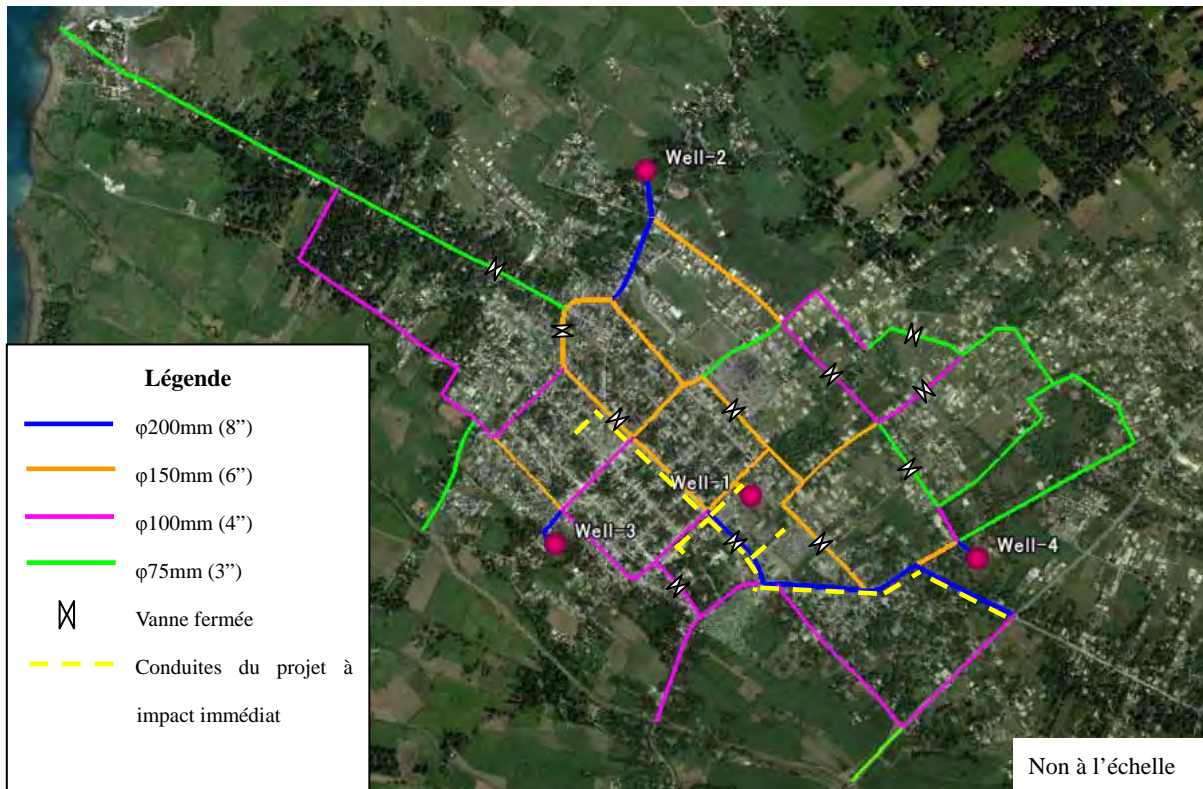 Well-2
Well-1
Well-3
Well-4
Légende
φ200mm (8”)
φ150mm (6”)
φ100mm (4”)
φ75mm (3”)
Vanne fermée
Conduites du projet à
impact immédiat
Non à l’échelle